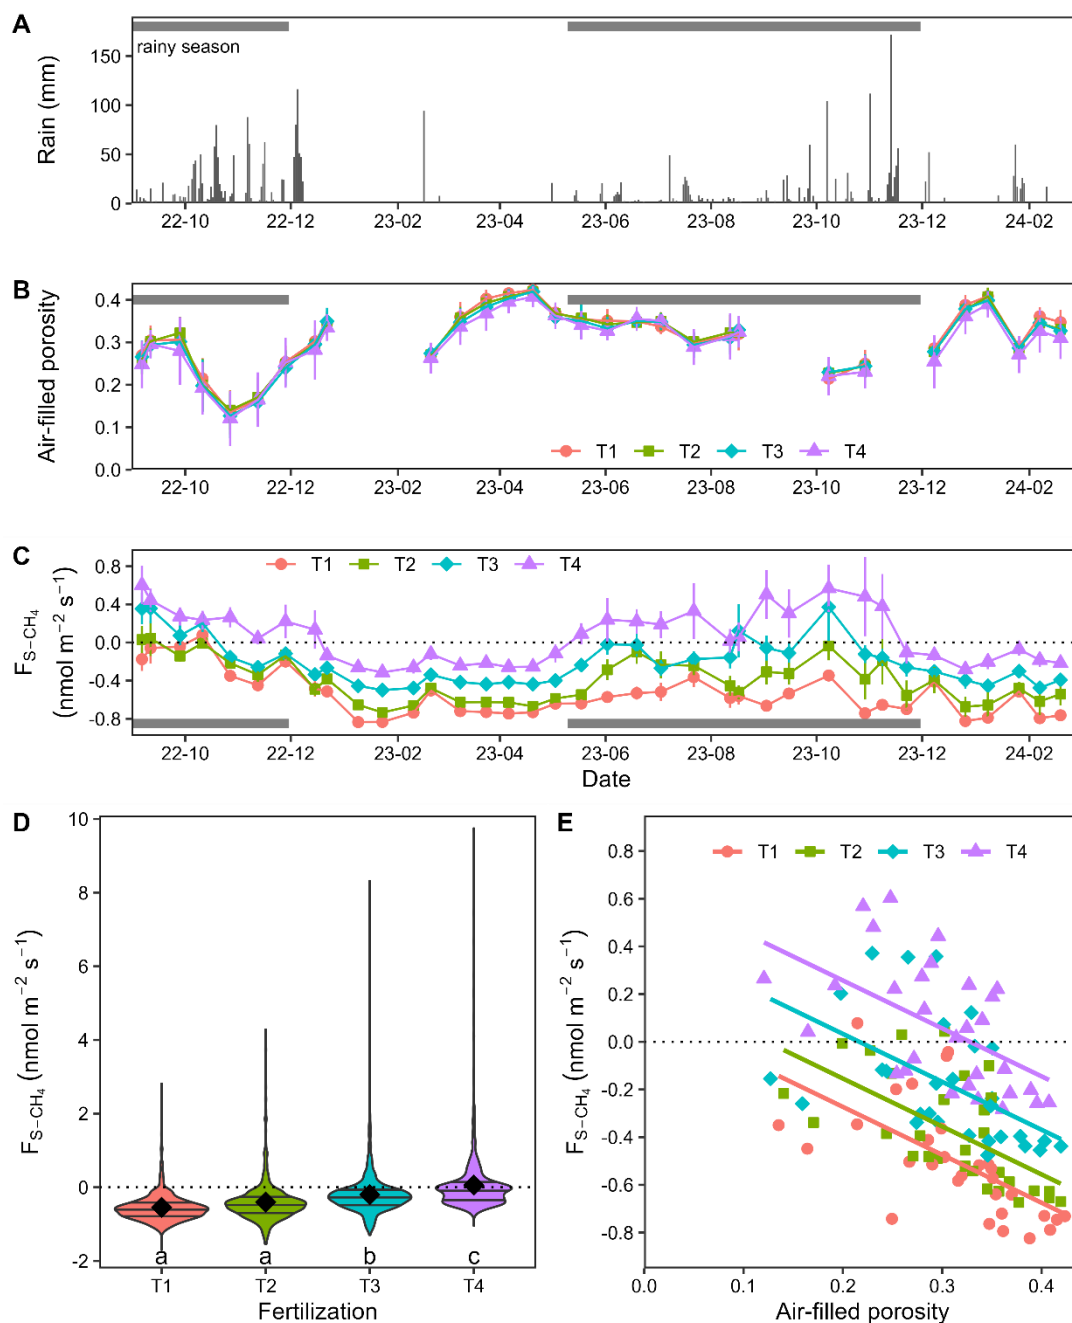 A
rainy season
Rain (mm)
150
100
50
0
22-10 22-12 23-02 23-04 23-06 23-08 23-10 23-12 24-02
B
Air-filled porosity
0.4
0.3
0.2
0.1
0.0
T1 T2 T3 T4
22-10 22-12 23-02 23-04 23-06 23-08 23-10 23-12 24-02
C
F S−CH4
(nmol m−2 s−1)
0.8
0.4
0.0
-0.4
-0.8
T1 T2 T3 T4
22-10 22-12 23-02 23-04 23-06 23-08 23-10 23-12 24-02
Date
D
F S−CH4 (nmol m−2 s−1)
10
8
6
4
2
0
-2
a a b c
T1 T2 T3 T4
Fertilization
E
F S−CH4 (nmol m−2 s−1)
T1 T2 T3 T4
0.8
0.6
0.4
0.2
0.0
-0.2
-0.4
-0.6
-0.8
0.0 0.1 0.2 0.3 0.4
Air-filled porosity